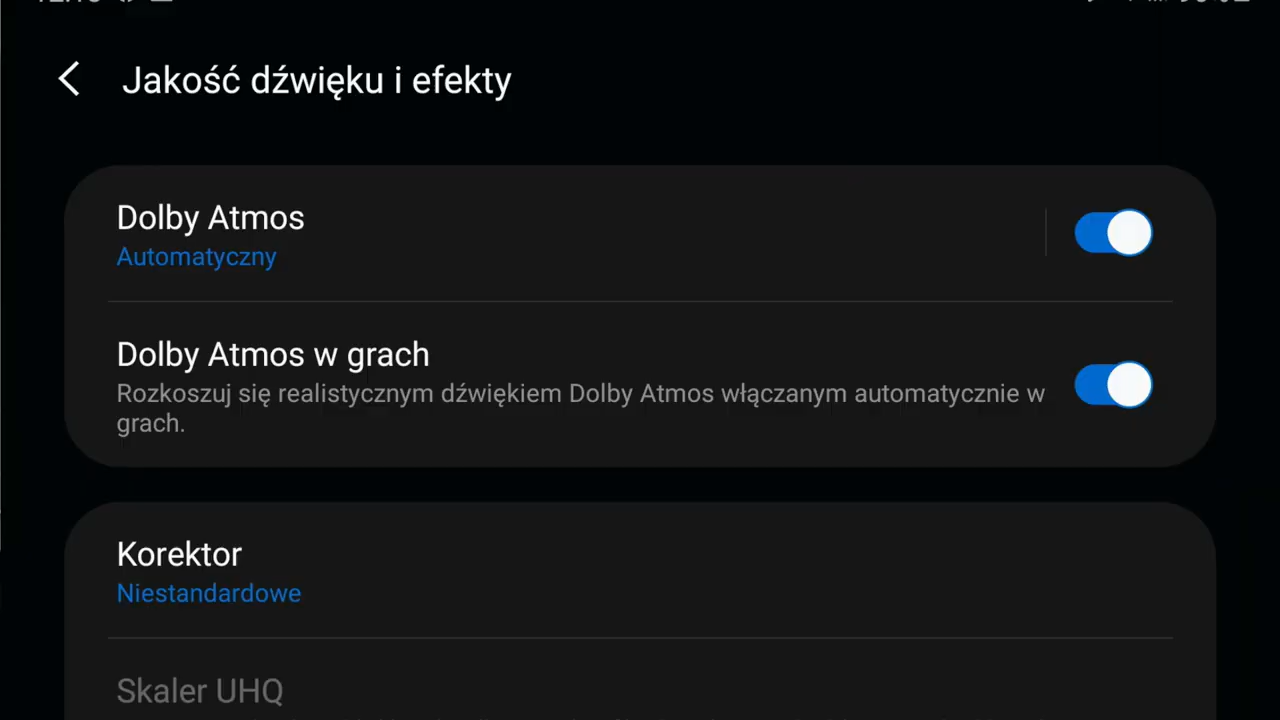 Jakość dźwięku i efekty
Dolby Atmos
Automatyczny
Dolby Atmos w grach
Rozkoszuj się realistycznym dźwiękiem Dolby Atmos włączanym automatycznie w
grach.
Korektor
Niestandardowe
Skaler UHQ